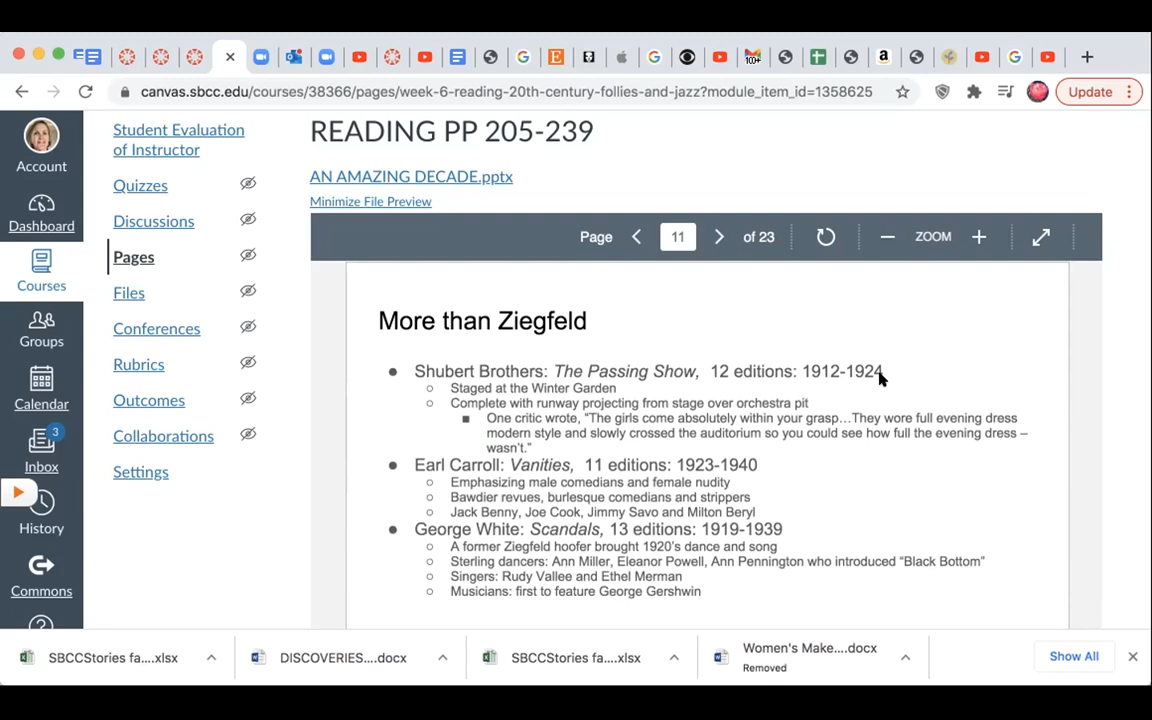 100+
canvas.sbcc.edu/courses/38366/pages/week-6-reading-20th-century-follies-and-jazz?module_item_id=1358625
Update
Account
Dashboard
Courses
Groups
Calendar
3
Inbox
History
Commons
Student Evaluation
of Instructor
Quizzes
Discussions
Pages
Files
Conferences
Rubrics
Outcomes
Collaborations
Settings
READING PP 205-239
AN AMAZING DECADE.pptx
Minimize File Preview
Page 11 of 23 ZOOM
More than Ziegfeld
Shubert Brothers: The Passing Show, 12 editions: 1912-1924
Staged at the Winter Garden
Complete with runway projecting from stage over orchestra pit
One critic wrote, "The girls come absolutely within your grasp…They wore full evening dress
modern style and slowly crossed the auditorium so you could see how full the evening dress –
wasn't."
Earl Carroll: Vanities, 11 editions: 1923-1940
Emphasizing male comedians and female nudity
Bawdier revues, burlesque comedians and strippers
Jack Benny, Joe Cook, Jimmy Savo and Milton Beryl
George White: Scandals, 13 editions: 1919-1939
A former Ziegfeld hoofer brought 1920's dance and song
Sterling dancers: Ann Miller, Eleanor Powell, Ann Pennington who introduced "Black Bottom"
Singers: Rudy Vallee and Ethel Merman
Musicians: first to feature George Gershwin
SBCCStories fa....xlsx
DISCOVERIES....docx
SBCCStories fa....xlsx
Women's Make....docx
Removed
Show All